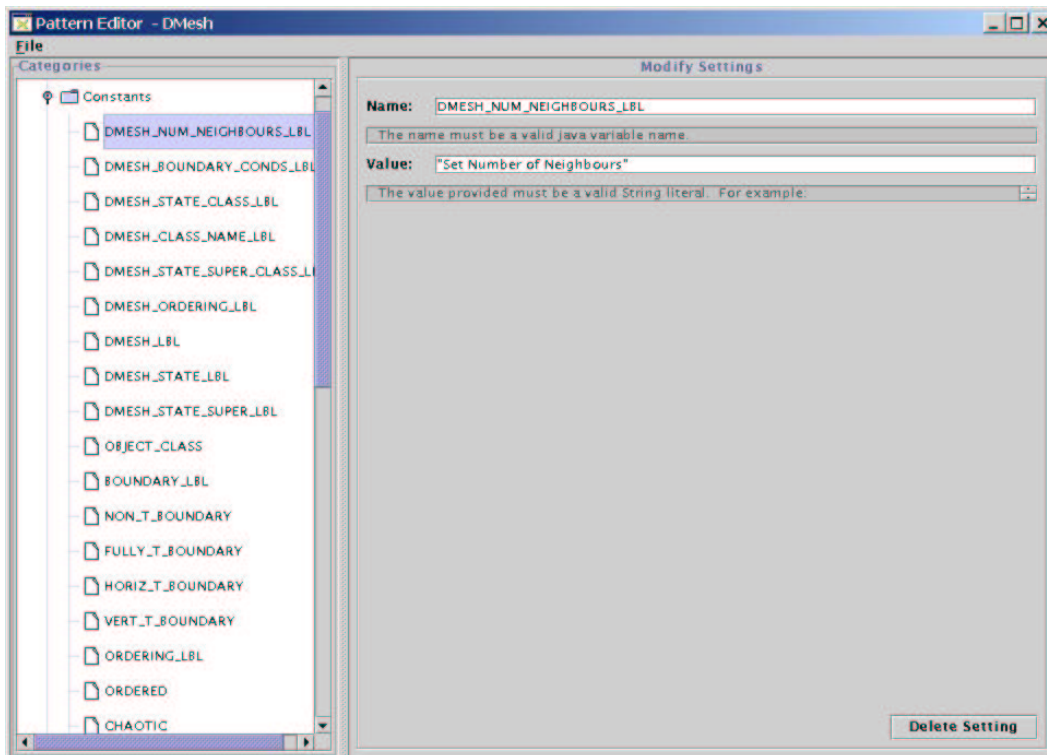 Pattern Editor - DMesh
File
Categories
Constants
DMESH_NUM_NEIGHBOURS_LBL
DMESH_BOUNDARY_CONDS_LBL
DMESH_STATE_CLASS_LBL
DMESH_CLASS_NAME_LBL
DMESH_STATE_SUPER_CLASS_L
DMESH_ORDERING_LBL
DMESH_LBL
DMESH_STATE_LBL
DMESH_STATE_SUPER_LBL
OBJECT_CLASS
BOUNDARY_LBL
NON_T_BOUNDARY
FULLY_T_BOUNDARY
HORIZ_T_BOUNDARY
VERT_T_BOUNDARY
ORDERING_LBL
ORDERED
CHAOTIC
Modify Settings
Name: DMESH_NUM_NEIGHBOURS_LBL
The name must be a valid java variable name.
Value: "Set Number of Neighbours"
The value provided must be a valid String literal. For example.
Delete Setting